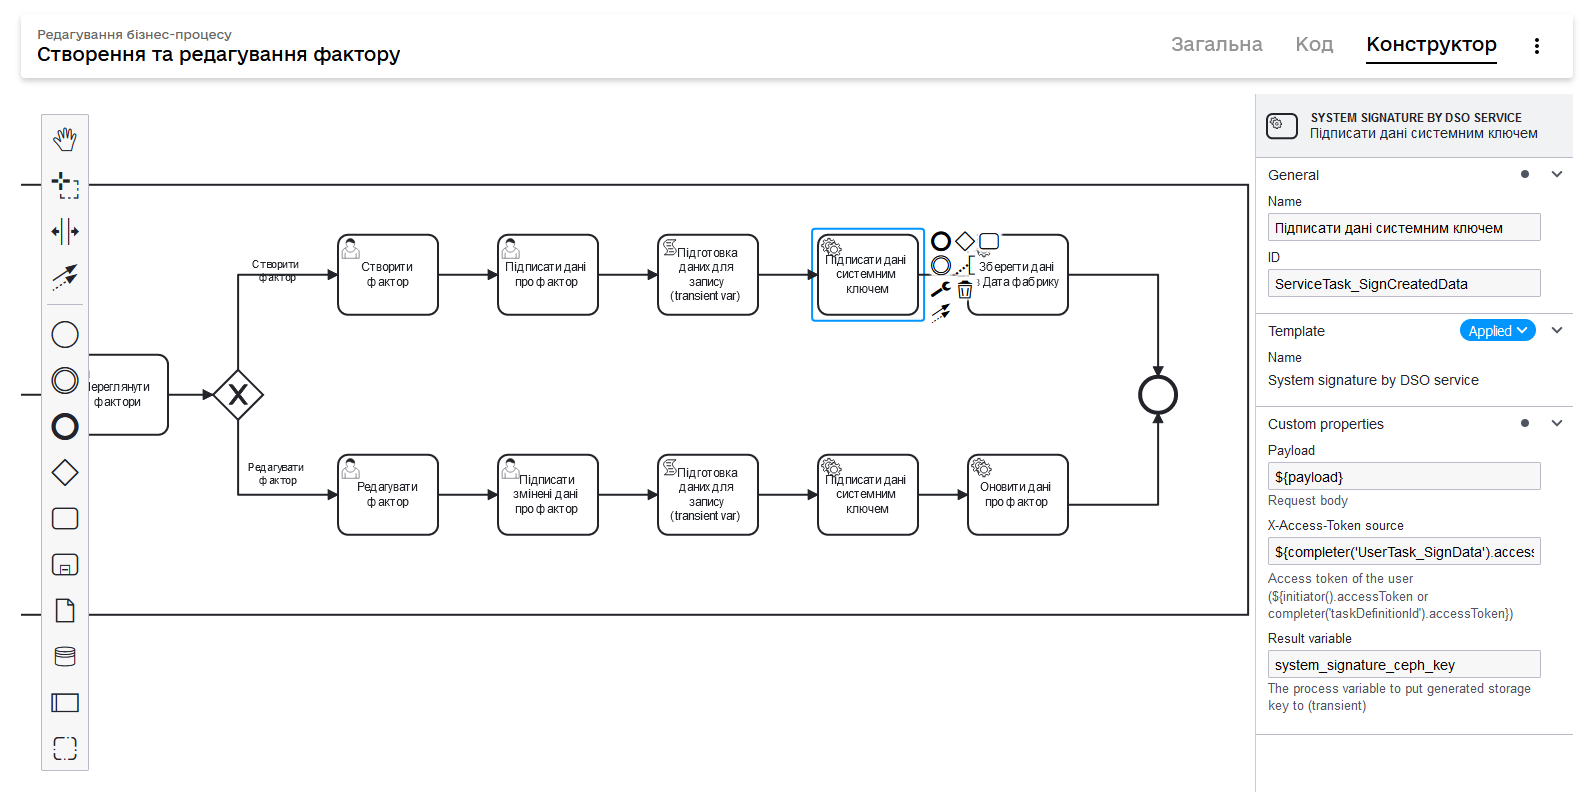 Редагування бізнес-процесу
Створення та редагування фактору
Загальна
Код
Конструктор
SYSTEM SIGNATURE BY DSO SERVICE
Підписати дані системним ключем
General
Name
Підписати дані системним ключем
ID
ServiceTask_SignCreatedData
Template
Applied
Name
System signature by DSO service
Custom properties
Payload
${payload}
Request body
X-Access-Token source
${completer('UserTask_SignData').access
Access token of the user
(${initiator().accessToken or
completer('taskDefinitionId').accessToken})
Result variable
system_signature_ceph_key
The process variable to put generated storage
key to (transient)
Створити
фактор
Створити
фактор
Підписати дані
про фактор
Підготовка
даних для
запису
(transient var)
Підписати дані
системним
ключем
Зберегти дані
в Дата фабрику
Переглянути
фактори
X
Редагувати
фактор
Редагувати
фактор
Підписати
змінені дані
про фактор
Підготовка
даних для
запису
(transient var)
Підписати дані
системним
ключем
Оновити дані
про фактор